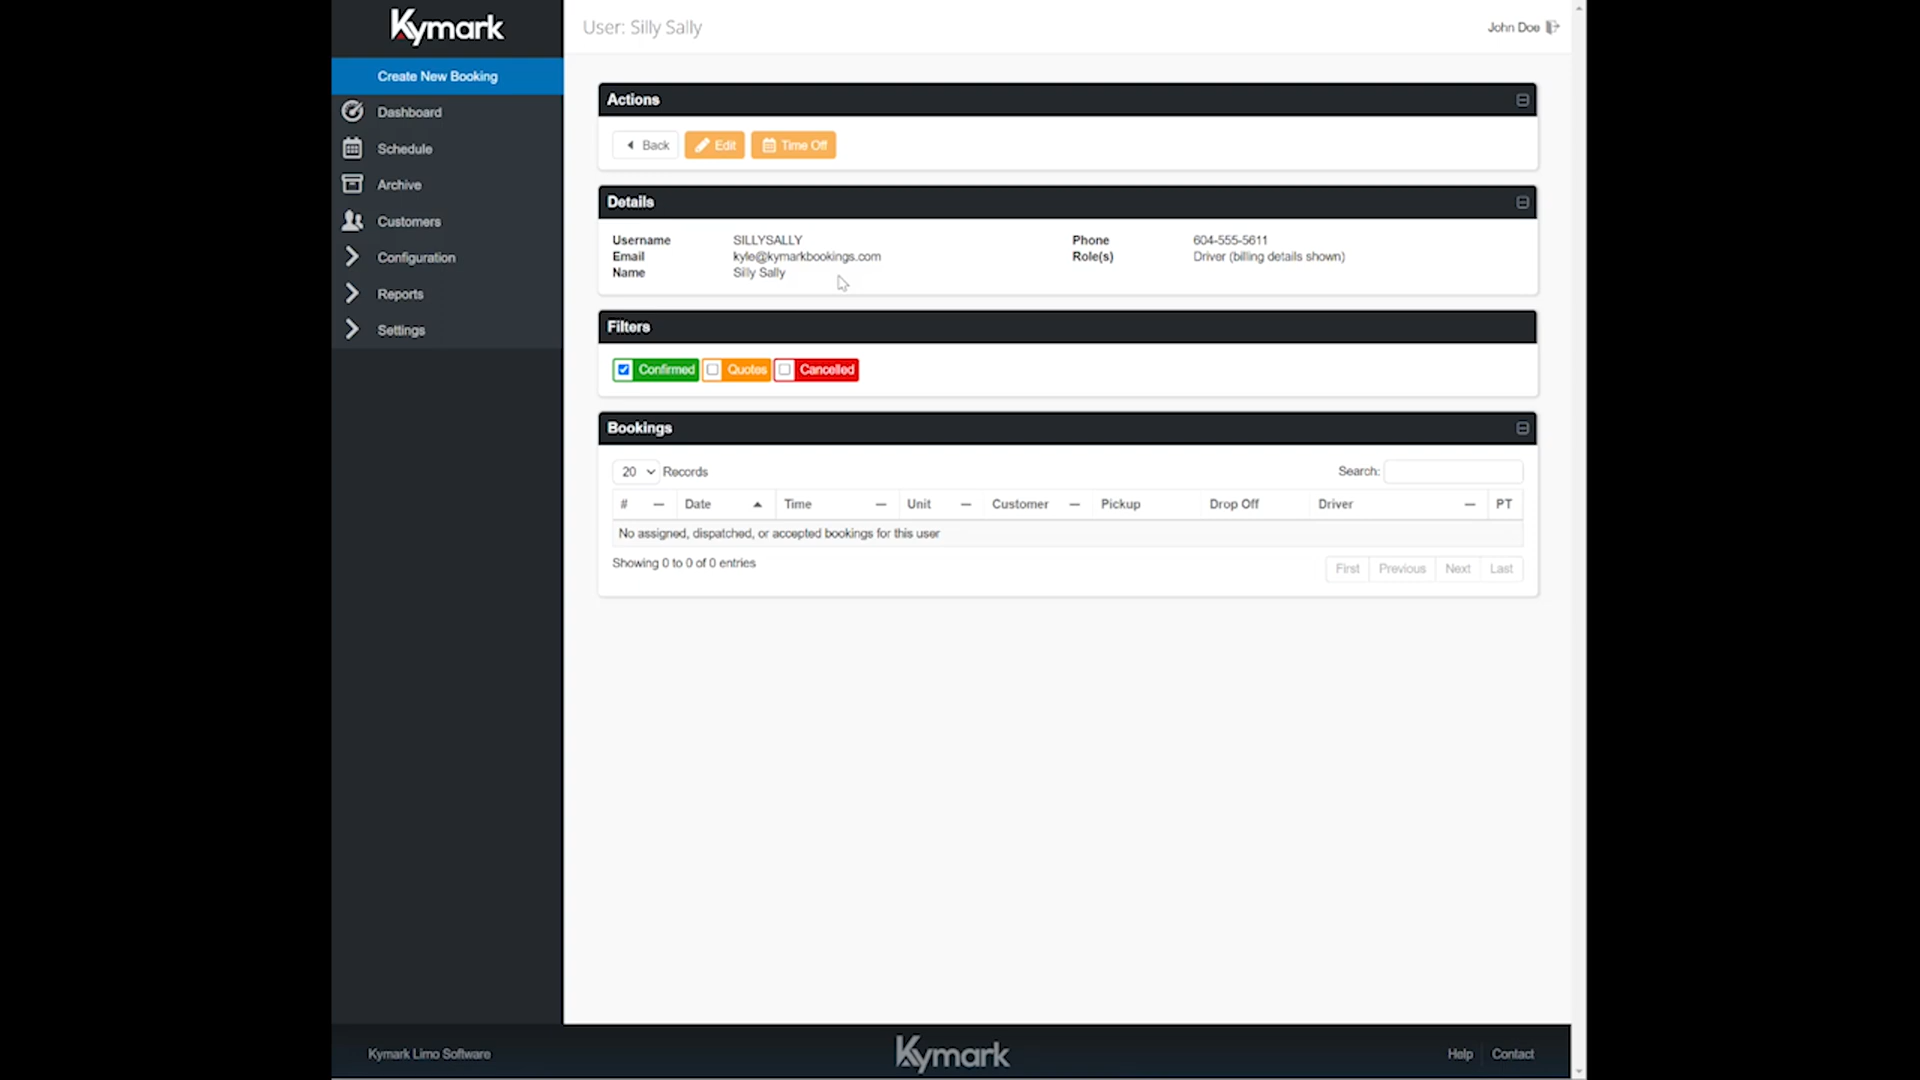 Kymark
User: Silly Sally
John Doe
Create New Booking
Dashboard
Schedule
Archive
Customers
Configuration
Reports
Settings
Actions
Back
Edit
Time Off
Details
Username SILLYSALLY Phone 604-555-5611
Email kyle@kymarkbookings.com Role(s) Driver (billing details shown)
Name Silly Sally
Filters
Confirmed Quotes Cancelled
Bookings
20 Records Search:
# Date Time Unit Customer Pickup Drop Off Driver PT
No assigned, dispatched, or accepted bookings for this user
Showing 0 to 0 of 0 entries
First Previous Next Last
Kymark Limo Software
Kymark
Help Contact